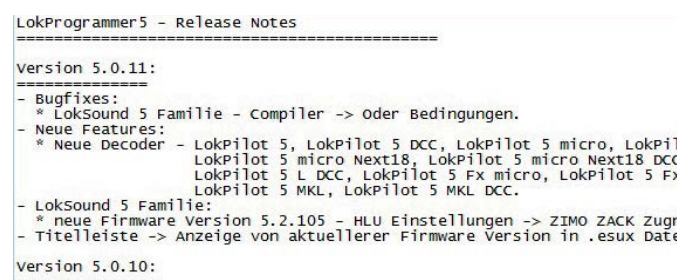 LokProgrammer5 - Release Notes
==============================================
Version 5.0.11:
===============
- Bugfixes:
* LokSound 5 Familie - Compiler -> Oder Bedingungen.
- Neue Features:
* Neue Decoder - LokPilot 5, LokPilot 5 DCC, LokPilot 5 micro,
LokPilot 5 micro Next18, LokPilot 5 micro Next18 DCC
LokPilot 5 L DCC, LokPilot 5 Fx micro, LokPilot 5
LokPilot 5 MKL, LokPilot 5 MKL DCC.
- LokSound 5 Familie:
* neue Firmware Version 5.2.105 - HLU Einstellungen -> ZIMO ZACK
- Titelleiste -> Anzeige von aktuellerer Firmware Version in .esux
Version 5.0.10: